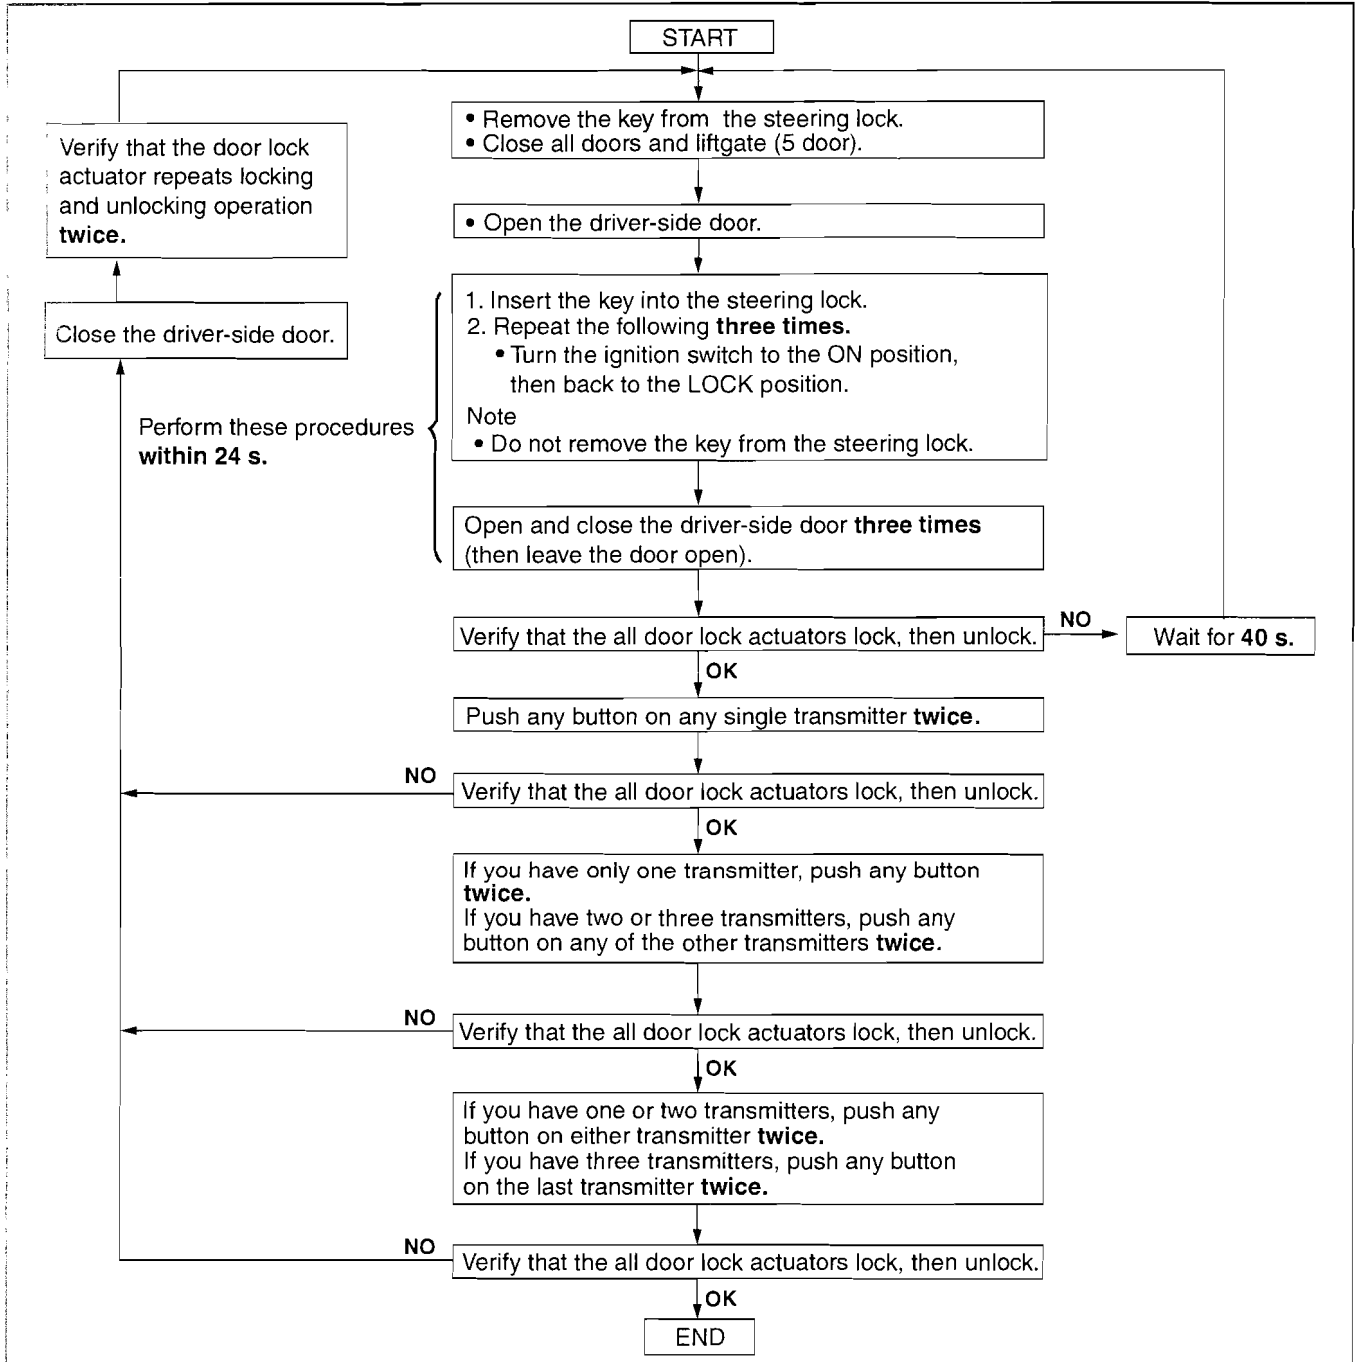 START
• Remove the key from the steering lock.
• Close all doors and liftgate (5 door).
Verify that the door lock
actuator repeats locking
and unlocking operation
twice.
• Open the driver-side door.
Close the driver-side door.
1. Insert the key into the steering lock.
2. Repeat the following three times.
• Turn the ignition switch to the ON position,
then back to the LOCK position.
Note
• Do not remove the key from the steering lock.
Perform these procedures
within 24 s.
Open and close the driver-side door three times
(then leave the door open).
Verify that the all door lock actuators lock, then unlock.
NO
Wait for 40 s.
OK
Push any button on any single transmitter twice.
NO
Verify that the all door lock actuators lock, then unlock.
OK
If you have only one transmitter, push any button
twice.
If you have two or three transmitters, push any
button on any of the other transmitters twice.
NO
Verify that the all door lock actuators lock, then unlock.
OK
If you have one or two transmitters, push any
button on either transmitter twice.
If you have three transmitters, push any button
on the last transmitter twice.
NO
Verify that the all door lock actuators lock, then unlock.
OK
END